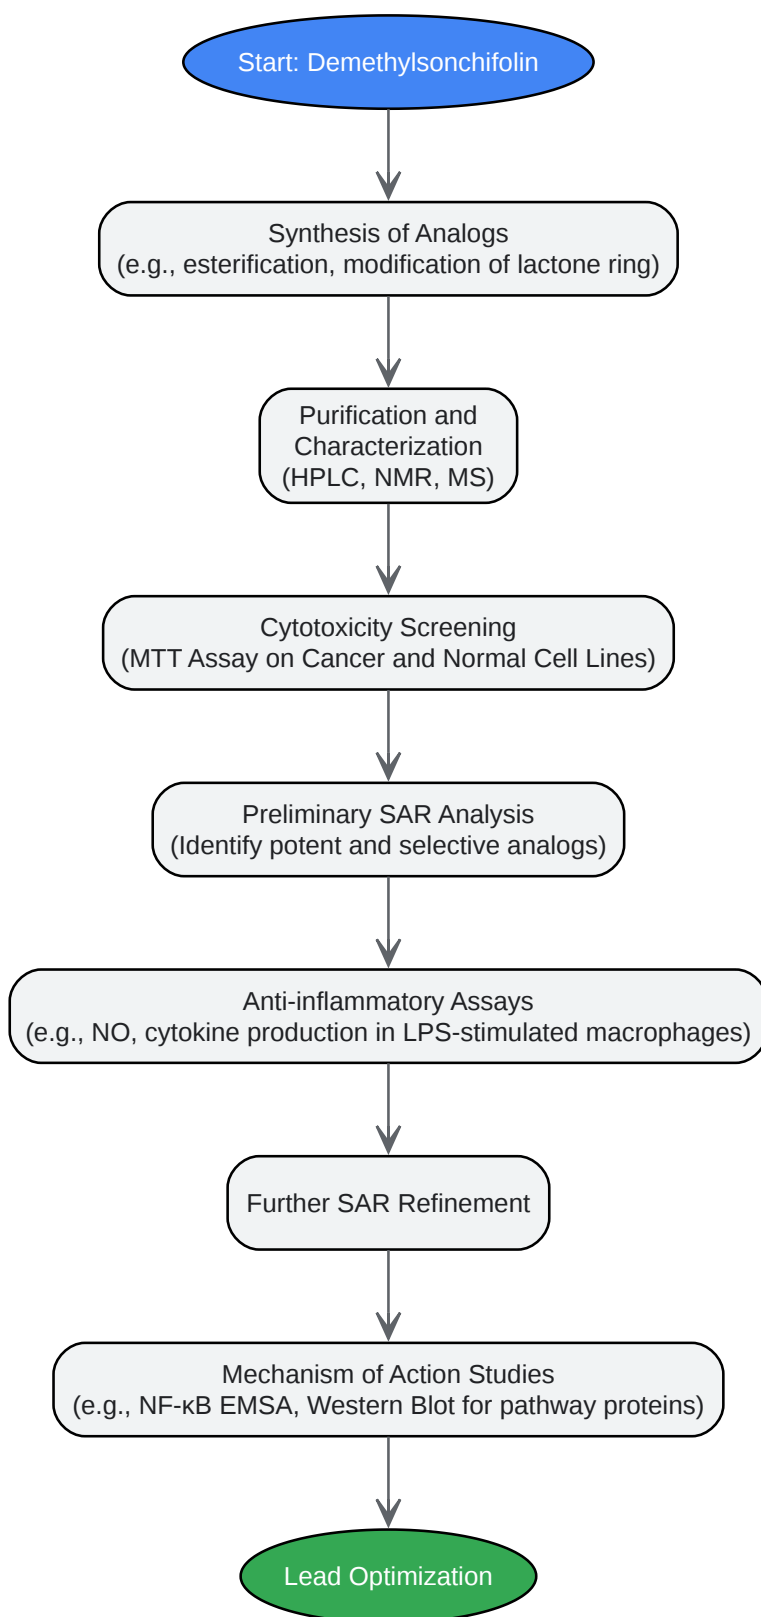 Start: Demethylsonchifolin
Synthesis of Analogs
(e.g., esterification, modification of lactone ring)
Purification and
Characterization
(HPLC, NMR, MS)
Cytotoxicity Screening
(MTT Assay on Cancer and Normal Cell Lines)
Preliminary SAR Analysis
(Identify potent and selective analogs)
Anti-inflammatory Assays
(e.g., NO, cytokine production in LPS-stimulated macrophages)
Further SAR Refinement
Mechanism of Action Studies
(e.g., NF-κB EMSA, Western Blot for pathway proteins)
Lead Optimization